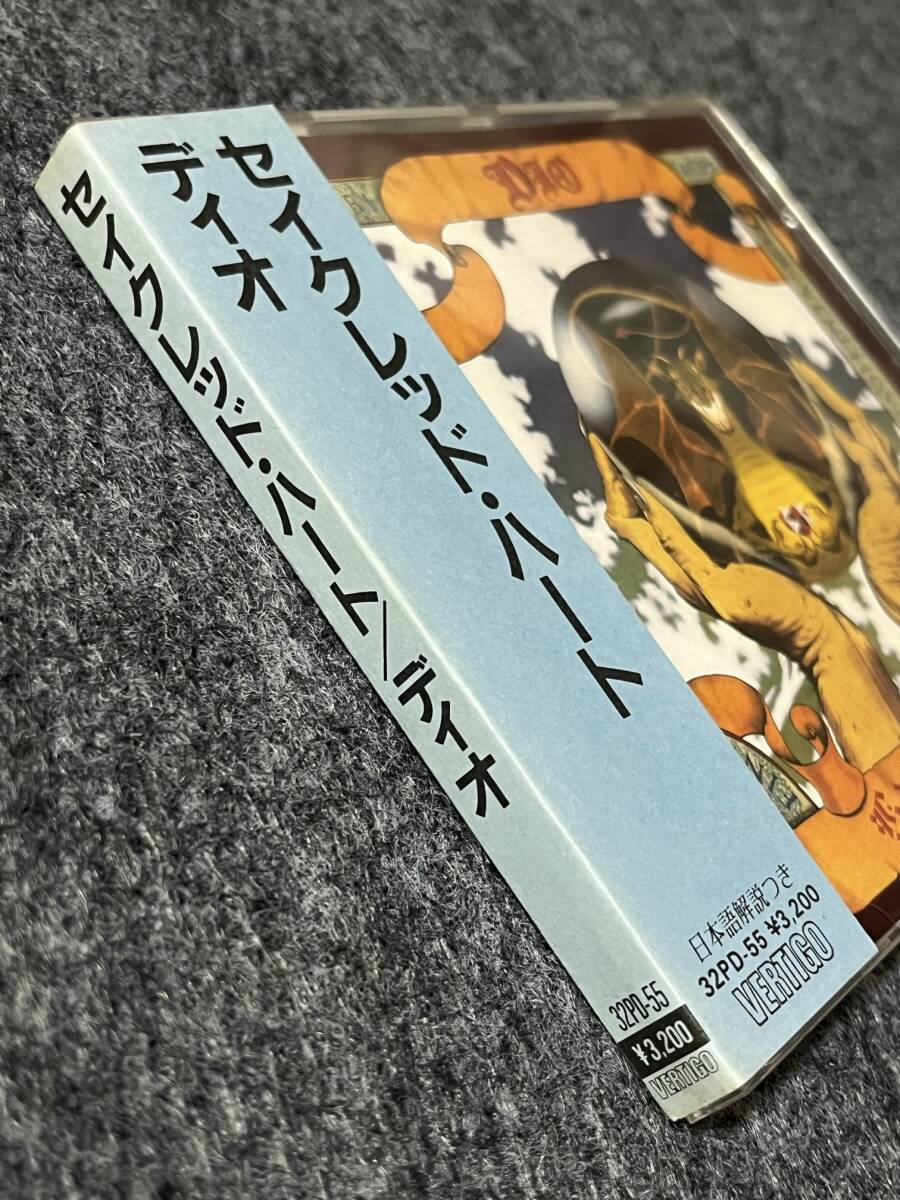 セイクレッド・ハート
ディオ
日本語解説つき
32PD-55 ¥3,200
VERTIGO
セイクレッド・ハート/ディオ
32PD-55
¥3,200
VERTIGO
DIO